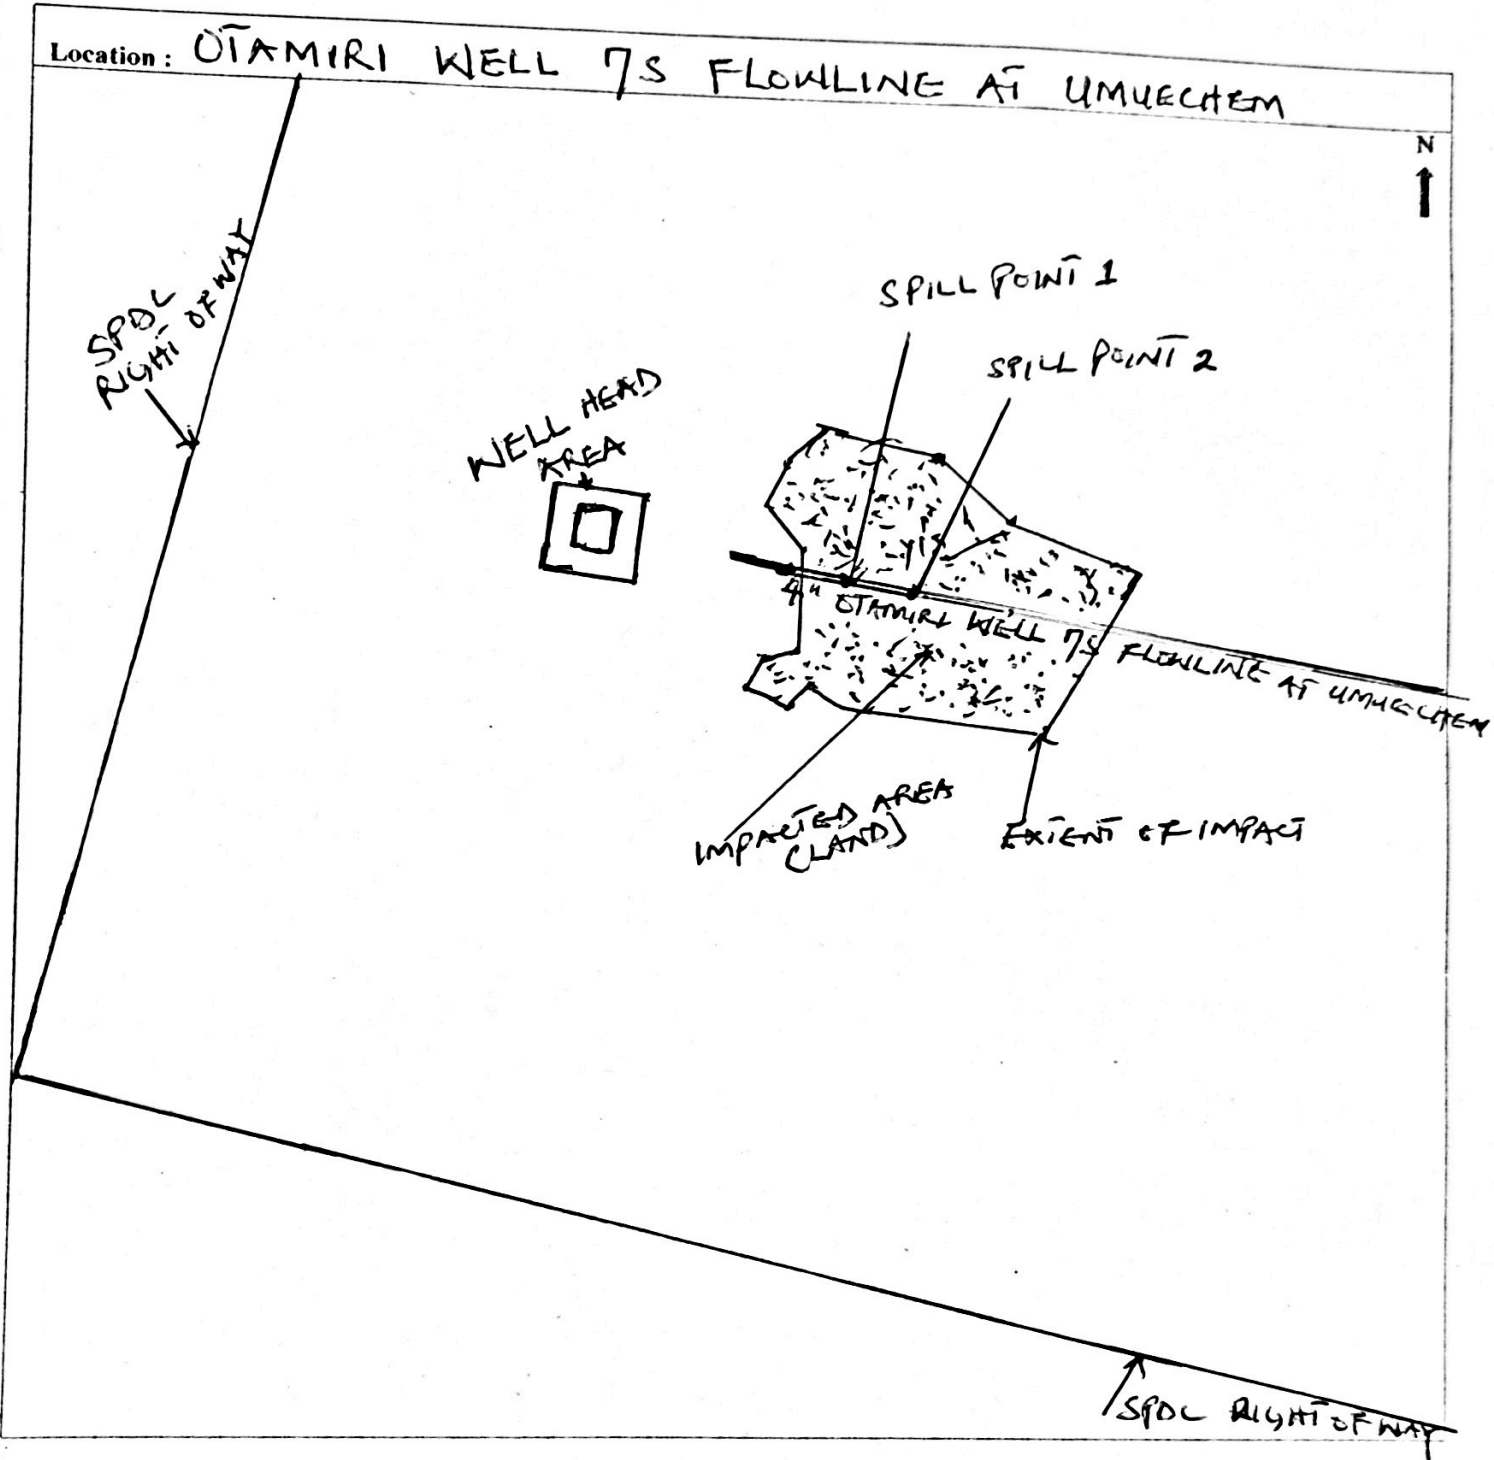 Location : OTAMIRI WELL 7S FLOWLINE AT UMUECHEM
N
SPDC
RIGHT OF WAY
SPILL POINT 1
SPILL POINT 2
WELL HEAD
AREA
4" OTAMIRI WELL 7S FLOWLINE AT UMUECHEM
IMPACTED AREA
(LAND)
EXTENT OF IMPACT
SPDC RIGHT OF WAY